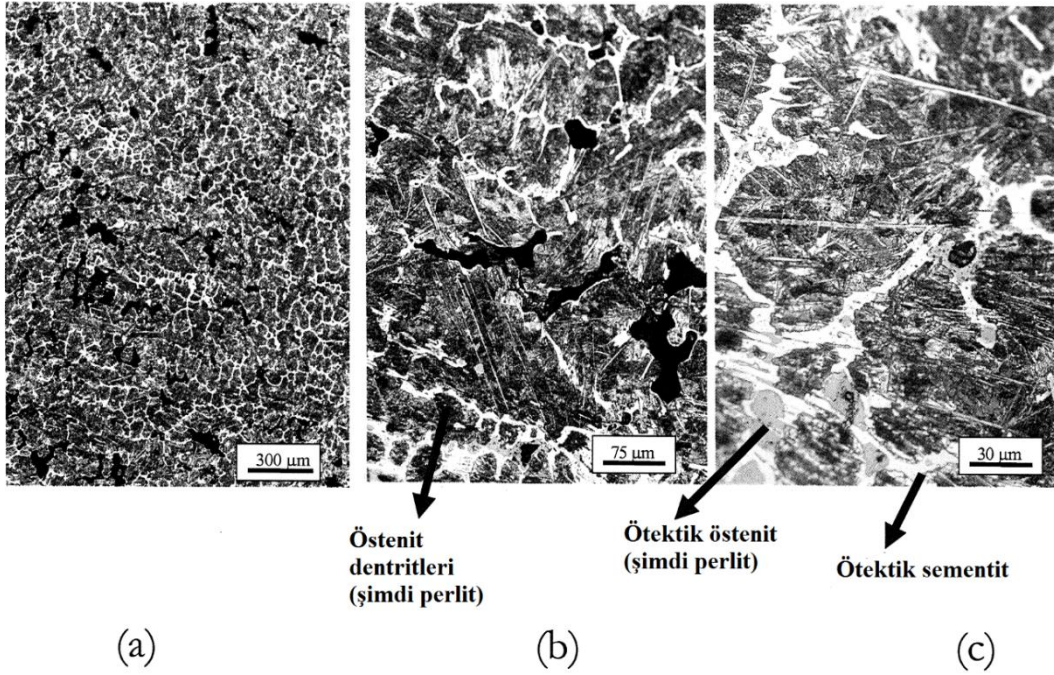 300 µm
75 µm
30 µm
Östenit
dentritleri
(şimdi perlit)
Ötektik östenit
(şimdi perlit)
Ötektik sementit
(a)
(b)
(c)